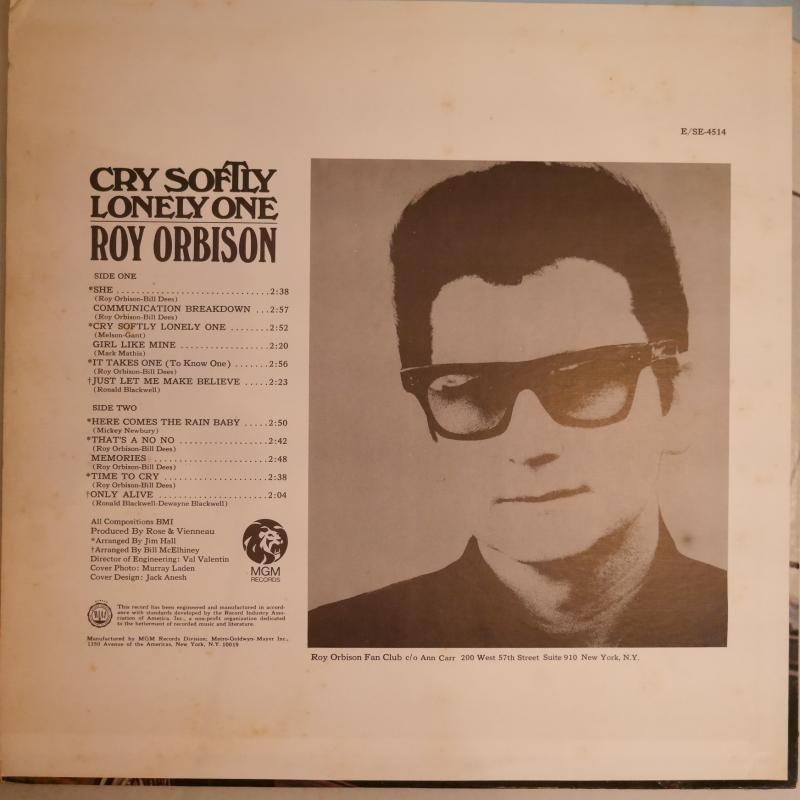 E/SE-4514
CRY SOFTLY
LONELY ONE
ROY ORBISON
SIDE ONE
*SHE ..............................2:38
(Roy Orbison-Bill Dees)
COMMUNICATION BREAKDOWN ...2:57
(Roy Orbison-Bill Dees)
*CRY SOFTLY LONELY ONE ........2:52
(Melson-Gant)
GIRL LIKE MINE .................2:20
(Mark Mathis)
*IT TAKES ONE (To Know One) .......2:56
(Roy Orbison-Bill Dees)
†JUST LET ME MAKE BELIEVE .....2:23
(Ronald Blackwell)
SIDE TWO
*HERE COMES THE RAIN BABY .....2:50
(Mickey Newbury)
*THAT'S A NO NO .................2:42
(Roy Orbison-Bill Dees)
MEMORIES .......................2:48
(Roy Orbison-Bill Dees)
*TIME TO CRY ....................2:38
(Roy Orbison-Bill Dees)
†ONLY ALIVE .....................2:04
(Ronald Blackwell-Dewayne Blackwell)
All Compositions BMI
Produced By Rose & Vienneau
*Arranged By Jim Hall
†Arranged By Bill McElhiney
Director of Engineering: Val Valentin
Cover Photo: Murray Laden
Cover Design: Jack Anesh
MGM
RECORDS
This record has been engineered and manufactured in accord-
ance with standards developed by the Record Industry Asso-
ciation of America, Inc., a non-profit organization dedicated
to the betterment of recorded music and literature.
Manufactured by MGM Records Division; Metro-Goldwyn-Mayer Inc.,
1350 Avenue of the Americas, New York, N.Y. 10019
Roy Orbison Fan Club c/o Ann Carr 200 West 57th Street Suite 910 New York, N.Y.